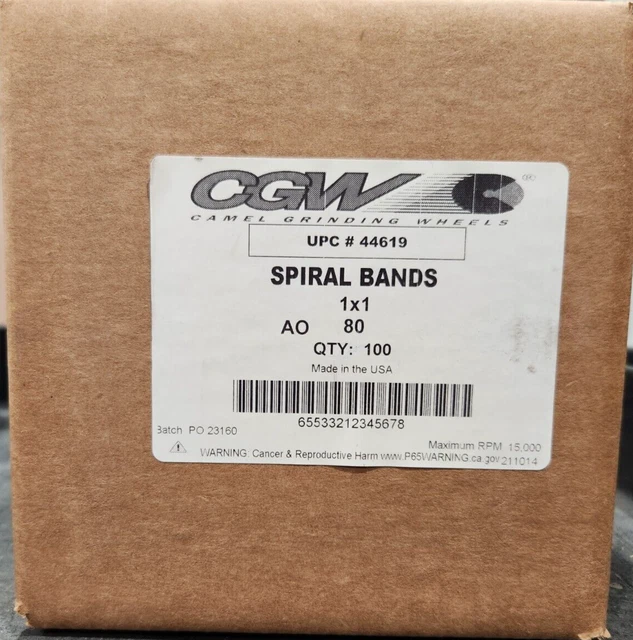 CGW
CAMEL GRINDING WHEELS
UPC # 44619
SPIRAL BANDS
1x1
AO 80
QTY: 100
Made in the USA
65533212345678
Batch PO 23160
Maximum RPM 15,000
WARNING: Cancer & Reproductive Harm www.P65WARNING.ca.gov 211014